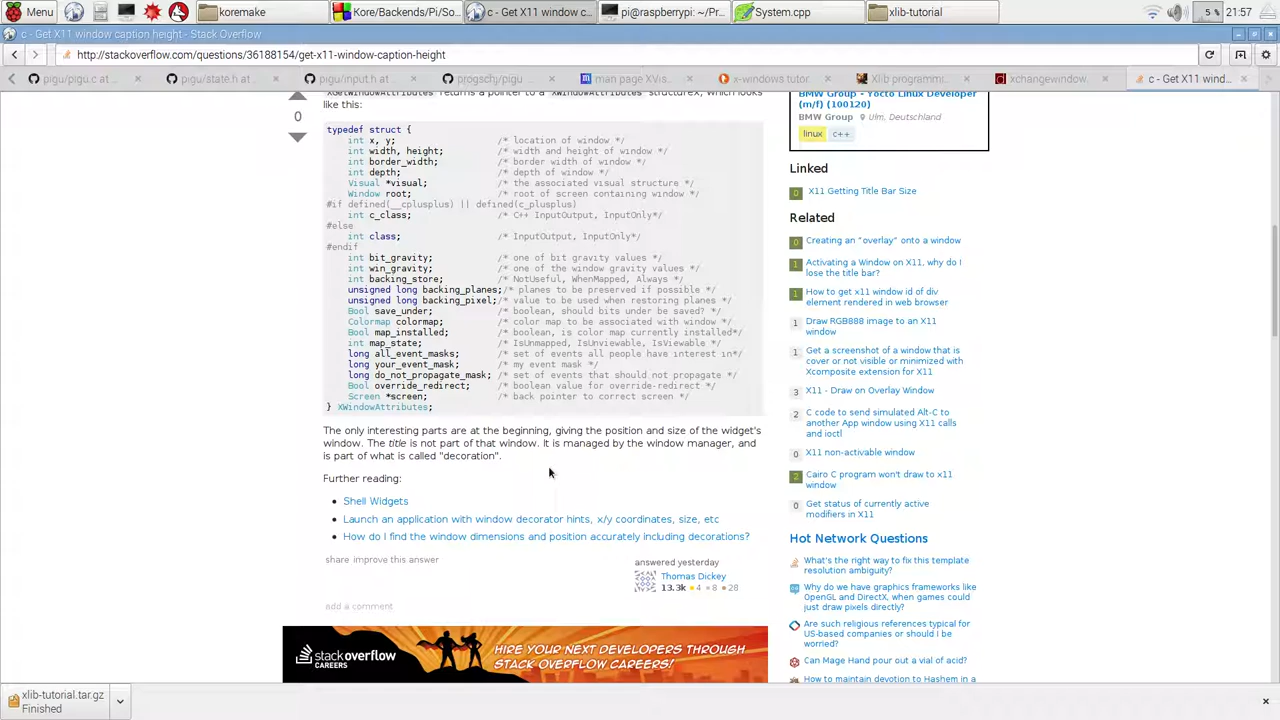 Menu
koremake
Kore/Backends/Pi/So...
c - Get X11 window c...
pi@raspberrypi: ~/Pr...
System.cpp
xlib-tutorial
5 %
21:57
c - Get X11 window caption height - Stack Overflow
http://stackoverflow.com/questions/36188154/get-x11-window-caption-height
pigu/pigu.c at ...
pigu/state.h at ...
pigu/input.h at ...
progschj/pigu ...
man page XVis...
x-windows tutor...
Xlib programmi...
xchangewindow...
c - Get X11 wind...
XGetWindowAttributes returns a pointer to a XWindowAttributes structureX, which looks
like this:
0
typedef struct {
int x, y; /* location of window */
int width, height; /* width and height of window */
int border_width; /* border width of window */
int depth; /* depth of window */
Visual *visual; /* the associated visual structure */
Window root; /* root of screen containing window */
#if defined(__cplusplus) || defined(c_plusplus)
int c_class; /* C++ InputOutput, InputOnly*/
#else
int class; /* InputOutput, InputOnly*/
#endif
int bit_gravity; /* one of bit gravity values */
int win_gravity; /* one of the window gravity values */
int backing_store; /* NotUseful, WhenMapped, Always */
unsigned long backing_planes;/* planes to be preserved if possible */
unsigned long backing_pixel;/* value to be used when restoring planes */
Bool save_under; /* boolean, should bits under be saved? */
Colormap colormap; /* color map to be associated with window */
Bool map_installed; /* boolean, is color map currently installed*/
int map_state; /* IsUnmapped, IsUnviewable, IsViewable */
long all_event_masks; /* set of events all people have interest in*/
long your_event_mask; /* my event mask */
long do_not_propagate_mask; /* set of events that should not propagate */
Bool override_redirect; /* boolean value for override-redirect */
Screen *screen; /* back pointer to correct screen */
} XWindowAttributes;
The only interesting parts are at the beginning, giving the position and size of the widget's
window. The title is not part of that window. It is managed by the window manager, and
is part of what is called "decoration".
Further reading:
Shell Widgets
Launch an application with window decorator hints, x/y coordinates, size, etc
How do I find the window dimensions and position accurately including decorations?
share improve this answer
answered yesterday
Thomas Dickey
13.3k 4 8 28
add a comment
stackoverflow
CAREERS
HIRE YOUR NEXT DEVELOPERS THROUGH
STACK OVERFLOW CAREERS!
BMW Group - Yocto Linux Developer
(m/f) (100120)
BMW Group Ulm, Deutschland
linux c++
Linked
0 X11 Getting Title Bar Size
Related
0 Creating an "overlay" onto a window
1 Activating a Window on X11, why do I
lose the title bar?
1 How to get x11 window id of div
element rendered in web browser
1 Draw RGB888 image to an X11
window
1 Get a screenshot of a window that is
cover or not visible or minimized with
Xcomposite extension for X11
3 X11 - Draw on Overlay Window
2 C code to send simulated Alt-C to
another App window using X11 calls
and ioctl
0 X11 non-activable window
2 Cairo C program won't draw to x11
window
0 Get status of currently active
modifiers in X11
Hot Network Questions
What's the right way to fix this template
resolution ambiguity?
Why do we have graphics frameworks like
OpenGL and DirectX, when games could
just draw pixels directly?
Are such religious references typical for
US-based companies or should I be
worried?
Can Mage Hand pour out a vial of acid?
How to maintain devotion to Hashem in a
xlib-tutorial.tar.gz
Finished